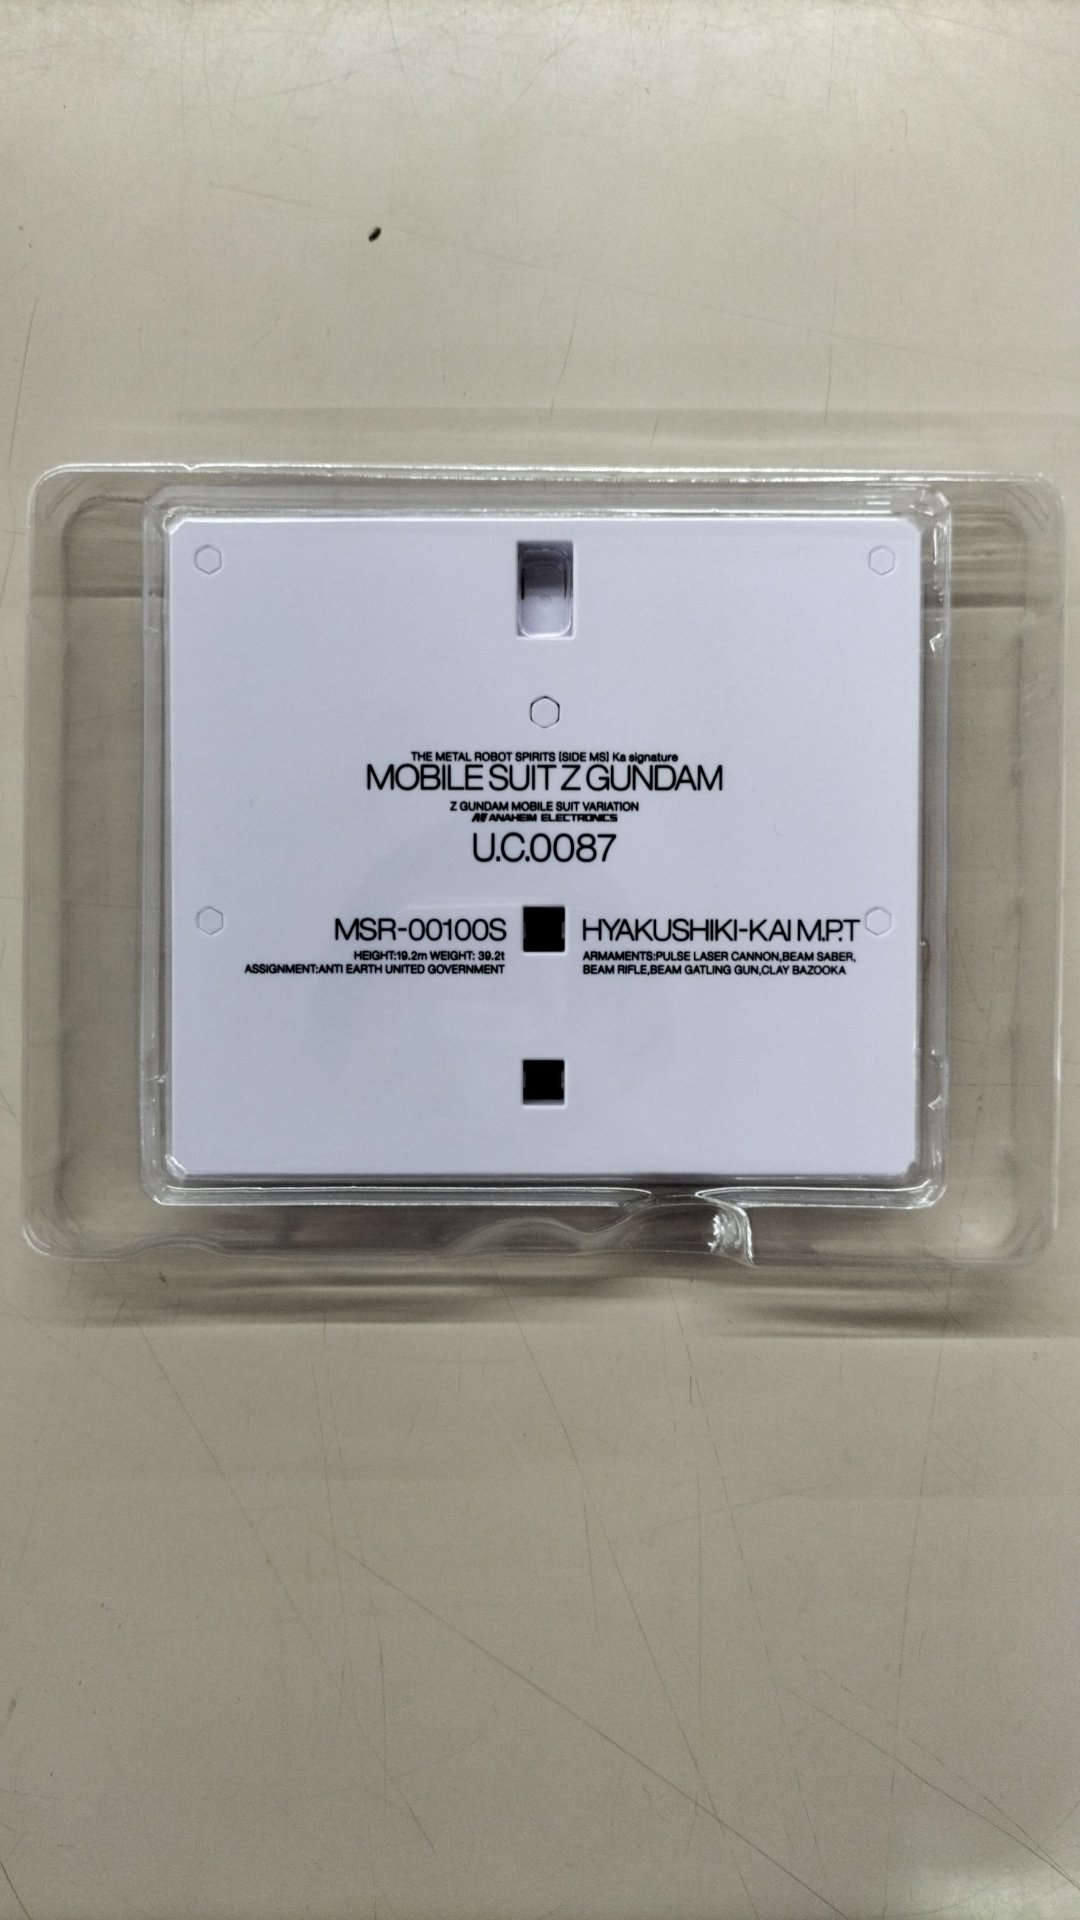 THE METAL ROBOT SPIRITS [SIDE MS] Ka signature
MOBILE SUIT Z GUNDAM
Z GUNDAM MOBILE SUIT VARIATION
AE ANAHEIM ELECTRONICS
U.C.0087
MSR-00100S
HEIGHT:19.2m WEIGHT: 39.2t
ASSIGNMENT:ANTI EARTH UNITED GOVERNMENT
HYAKUSHIKI-KAI M.P.T
ARMAMENTS:PULSE LASER CANNON,BEAM SABER,
BEAM RIFLE,BEAM GATLING GUN,CLAY BAZOOKA